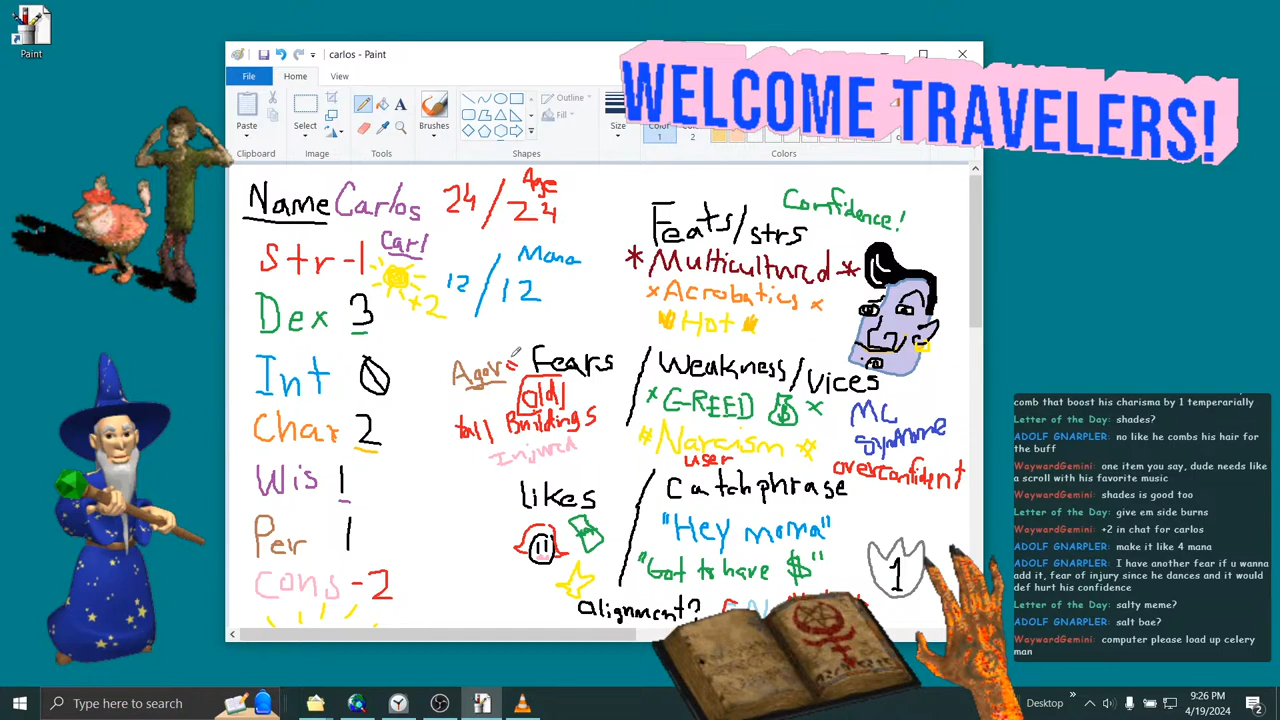 Paint
carlos - Paint
WELCOME TRAVELERS!
File
Home
View
Paste
Select
Brushes
Outline
Fill
Size
Color
1
Color
2
Clipboard
Image
Tools
Shapes
Colors
Name Carlos
Carl
24/24
Age
Str -1
+2
12/12
Mana
Dex 3
Int 0
Char 2
Wis 1
Per 1
Cons -2
Agor =
Fears
old
tall Buildings
Injured
likes
alignment?
Feats/strs
Confidence!
* Multicultured *
x Acrobatics x
Hot
Weakness/Vices
x GREED $ x
Narcism
user
MC
Syndrome
overconfident
Catchphrase
"Hey moma"
"Got to have $"
1
comb that boost his charisma by 1 temperarially
Letter of the Day: shades?
ADOLF GNARPLER: no like he combs his hair for
the buff
WaywardGemini: one item you say, dude needs like
a scroll with his favorite music
WaywardGemini: shades is good too
Letter of the Day: give em side burns
WaywardGemini: +2 in chat for carlos
ADOLF GNARPLER: make it like 4 mana
ADOLF GNARPLER: I have another fear if u wanna
add it, fear of injury since he dances and it would
def hurt his confidence
Letter of the Day: salty meme?
ADOLF GNARPLER: salt bae?
WaywardGemini: computer please load up celery
man
Type here to search
Desktop
9:26 PM
4/19/2024
2